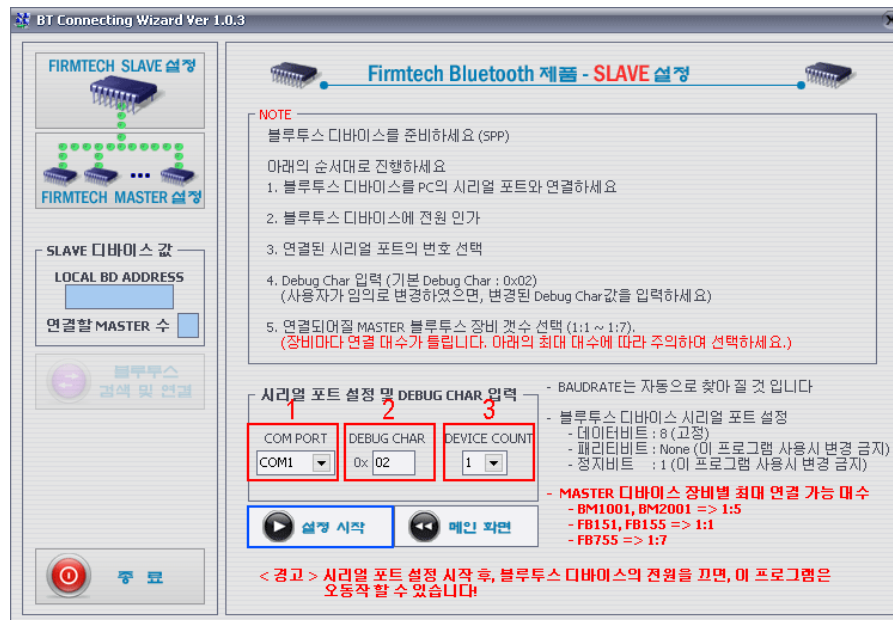 BT Connecting Wizard Ver 1.0.3
FIRMTECH SLAVE 설정
FIRMTECH MASTER 설정
SLAVE 디바이스 값
LOCAL BD ADDRESS
연결할 MASTER 수
블루투스
검색 및 연결
종 료
Firmtech Bluetooth 제품 - SLAVE 설정
NOTE
블루투스 디바이스를 준비하세요 (SPP)
아래의 순서대로 진행하세요
1. 블루투스 디바이스를 PC의 시리얼 포트와 연결하세요
2. 블루투스 디바이스에 전원 인가
3. 연결된 시리얼 포트의 번호 선택
4. Debug Char 입력 (기본 Debug Char : 0x02)
(사용자가 임의로 변경하였으면, 변경된 Debug Char값을 입력하세요)
5. 연결되어질 MASTER 블루투스 장비 갯수 선택 (1:1 ~ 1:7).
(장비마다 연결 대수가 틀립니다. 아래의 최대 대수에 따라 주의하여 선택하세요.)
시리얼 포트 설정 및 DEBUG CHAR 입력
1 2 3
COM PORT DEBUG CHAR DEVICE COUNT
COM1 0x 02 1
설정 시작 메인 화면
- BAUDRATE는 자동으로 찾아 질 것 입니다
- 블루투스 디바이스 시리얼 포트 설정
- 데이터비트 : 8 (고정)
- 패리티비트 : None (이 프로그램 사용시 변경 금지)
- 정지비트 : 1 (이 프로그램 사용시 변경 금지)
- MASTER 디바이스 장비별 최대 연결 가능 대수
- BM1001, BM2001 => 1:5
- FB151, FB155 => 1:1
- FB755 => 1:7
< 경고 > 시리얼 포트 설정 시작 후, 블루투스 디바이스의 전원을 끄면, 이 프로그램은
오동작 할 수 있습니다!